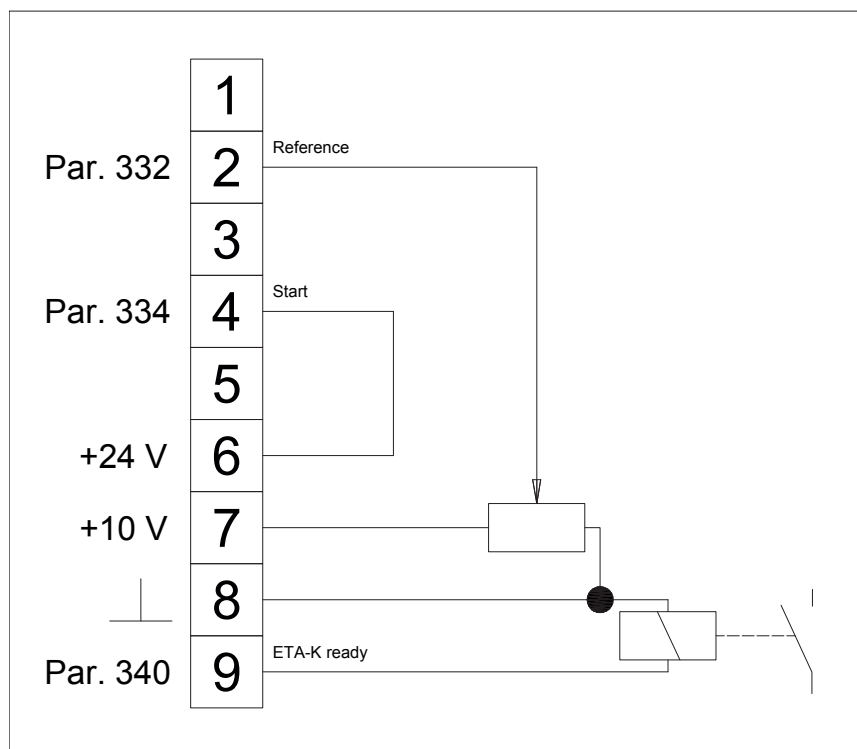 1
Par. 332 2 Reference
3
Par. 334 4 Start
5
+24 V 6
+10 V 7
8
Par. 340 9 ETA-K ready